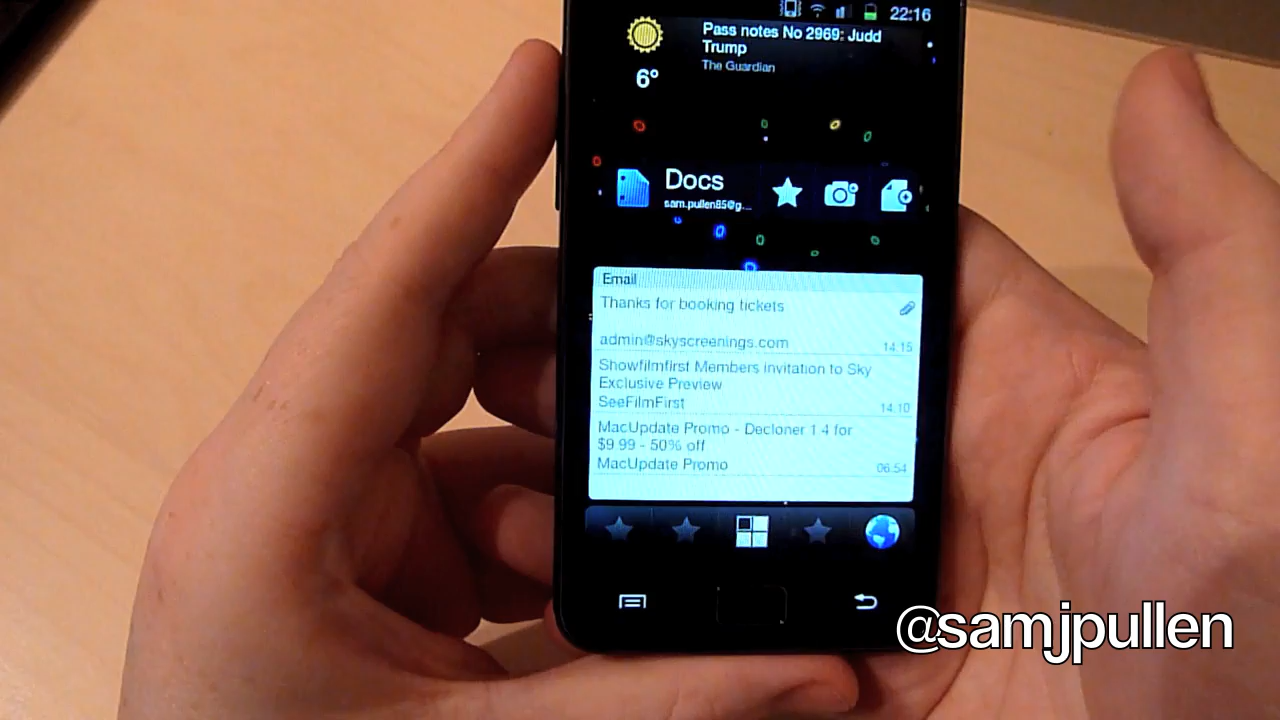 22:16
Pass notes No 2969: Judd
Trump
The Guardian
6°
Docs
sam.pullen85@g...
Email
Thanks for booking tickets
admin@skyscreenings.com
14.15
Showfilmfirst Members invitation to Sky
Exclusive Preview
SeeFilmFirst
14.10
MacUpdate Promo - Decloner 1 4 for
$9 99 - 50% off
MacUpdate Promo
06:54
@samjpullen